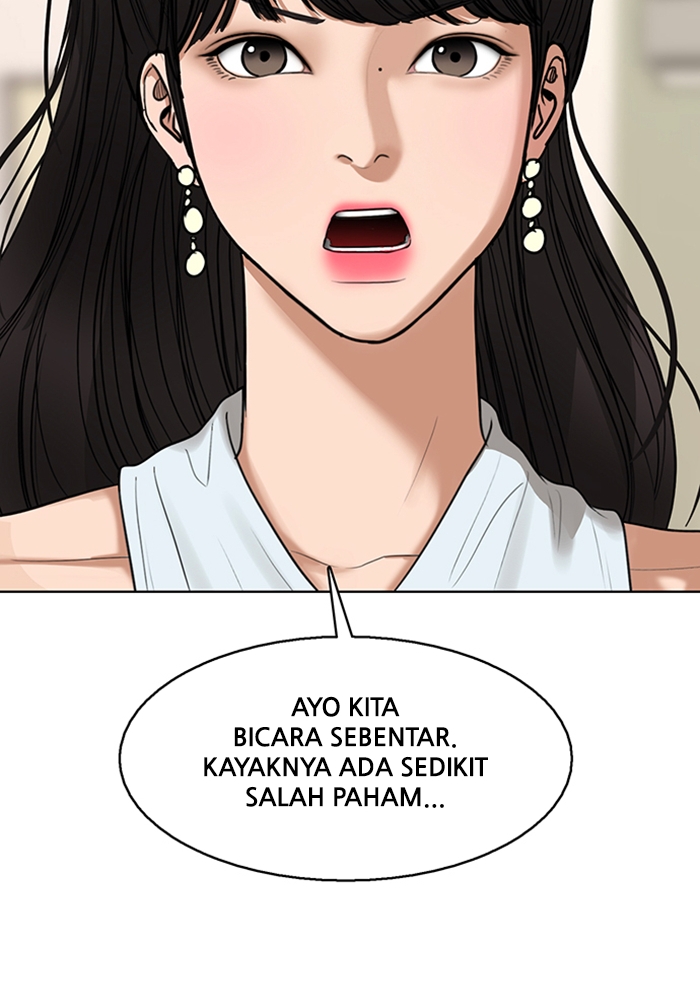 AYO KITA
BICARA SEBENTAR.
KAYAKNYA ADA SEDIKIT
SALAH PAHAM...